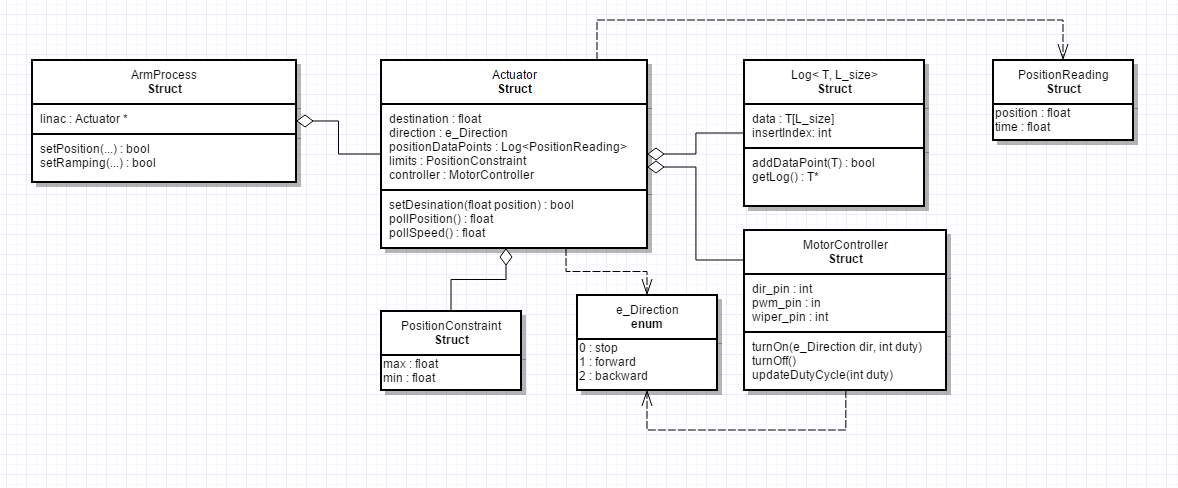 ArmProcess
Struct
linac : Actuator *
setPosition(...) : bool
setRamping(...) : bool
Actuator
Struct
destination : float
direction : e_Direction
positionDataPoints : Log<PositionReading>
limits : PositionConstraint
controller : MotorController
setDesination(float position) : bool
pollPosition() : float
pollSpeed() : float
Log< T, L_size>
Struct
data : T[L_size]
insertIndex: int
addDataPoint(T) : bool
getLog() : T*
PositionReading
Struct
position : float
time : float
MotorController
Struct
dir_pin : int
pwm_pin : in
wiper_pin : int
turnOn(e_Direction dir, int duty)
turnOff()
updateDutyCycle(int duty)
PositionConstraint
Struct
max : float
min : float
e_Direction
enum
0 : stop
1 : forward
2 : backward